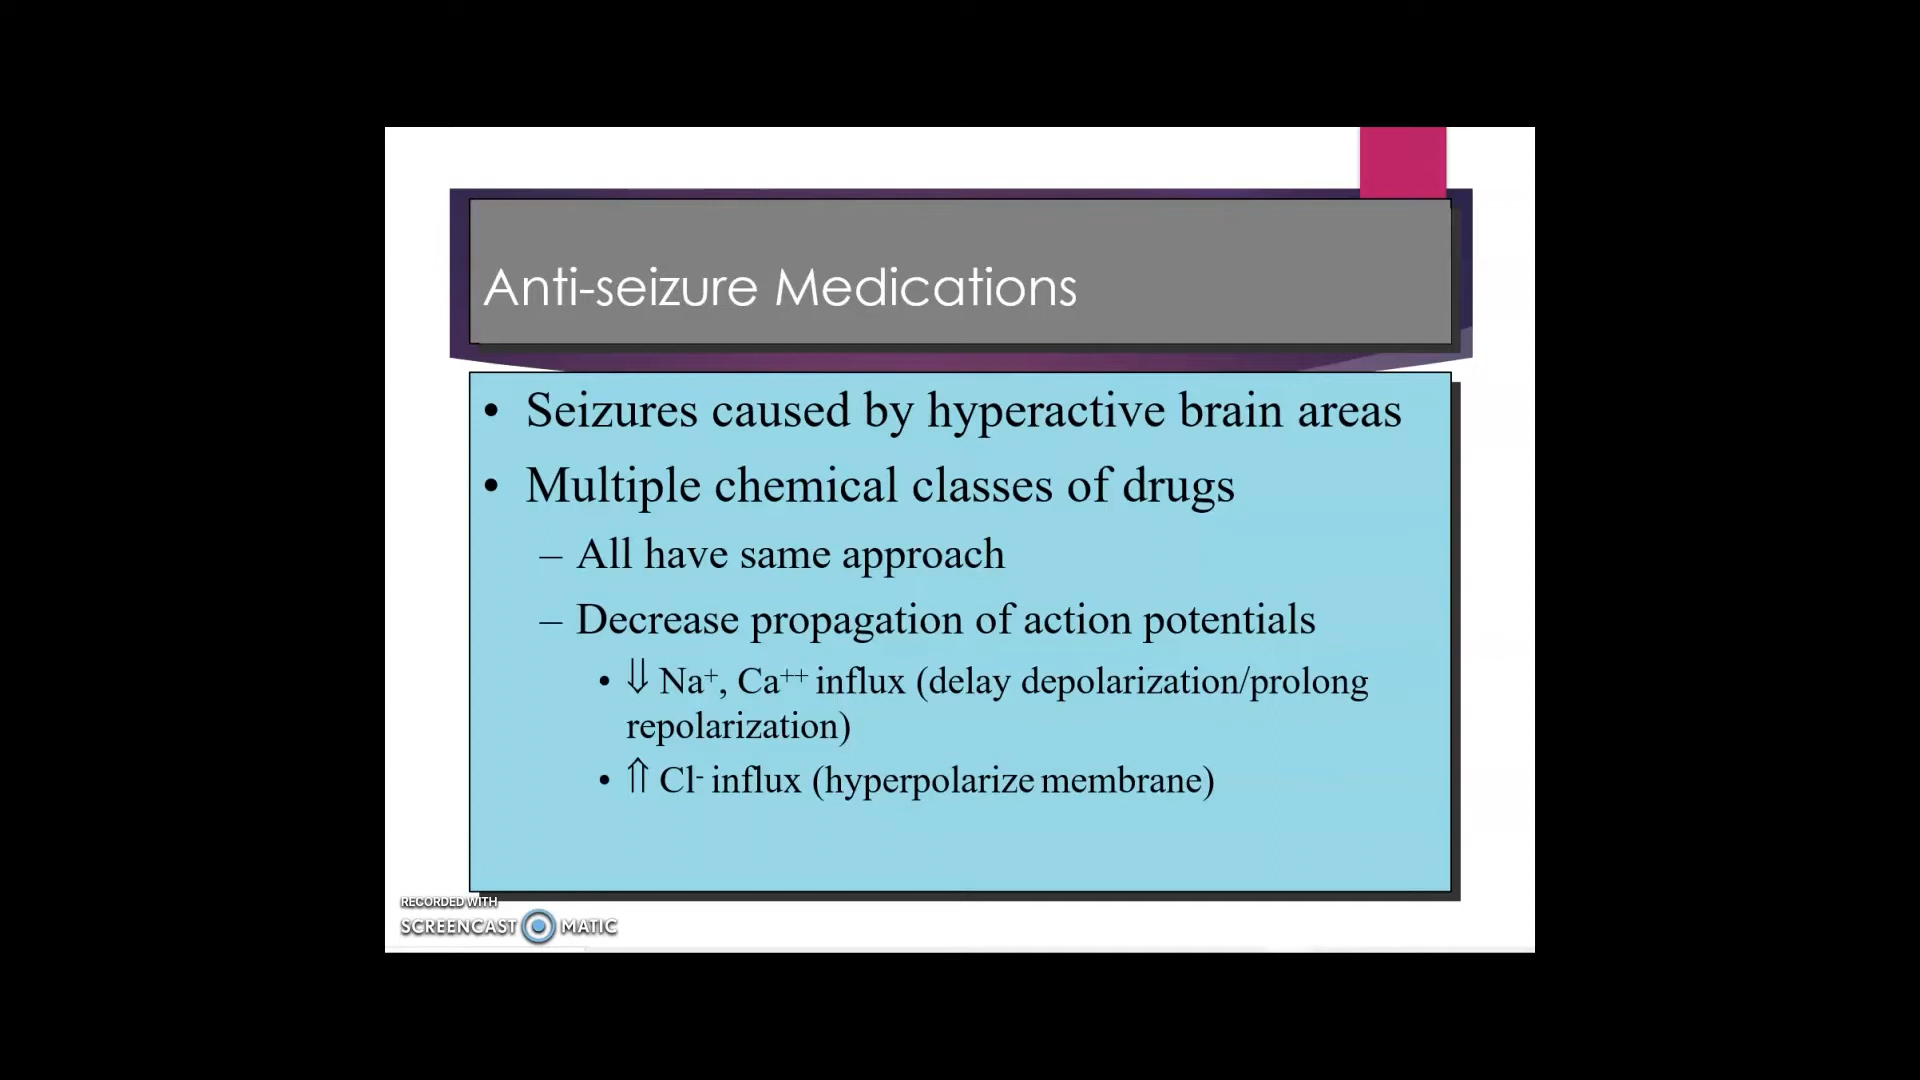 Anti-seizure Medications
• Seizures caused by hyperactive brain areas
• Multiple chemical classes of drugs
– All have same approach
– Decrease propagation of action potentials
• ⇓ Na⁺, Ca⁺⁺ influx (delay depolarization/prolong
repolarization)
• ⇑ Cl⁻ influx (hyperpolarize membrane)
RECORDED WITH
SCREENCAST MATIC